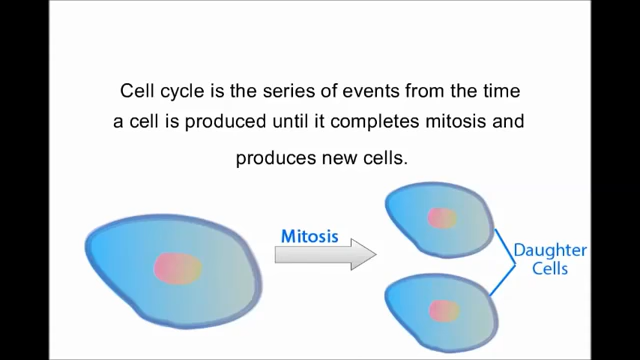 Cell cycle is the series of events from the time
a cell is produced until it completes mitosis and
produces new cells.
Mitosis
Daughter
Cells